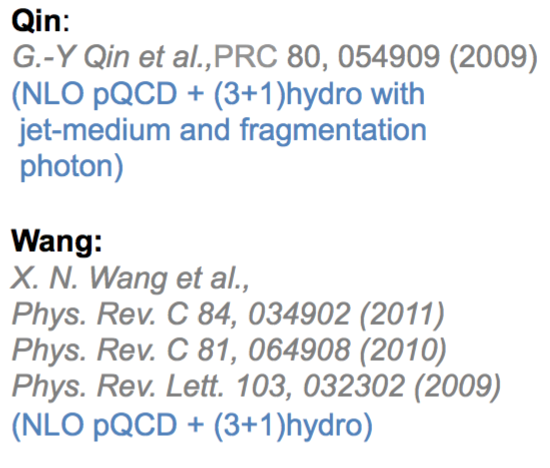 Qin:
G.-Y Qin et al.,PRC 80, 054909 (2009)
(NLO pQCD + (3+1)hydro with
jet-medium and fragmentation
photon)
Wang:
X. N. Wang et al.,
Phys. Rev. C 84, 034902 (2011)
Phys. Rev. C 81, 064908 (2010)
Phys. Rev. Lett. 103, 032302 (2009)
(NLO pQCD + (3+1)hydro)